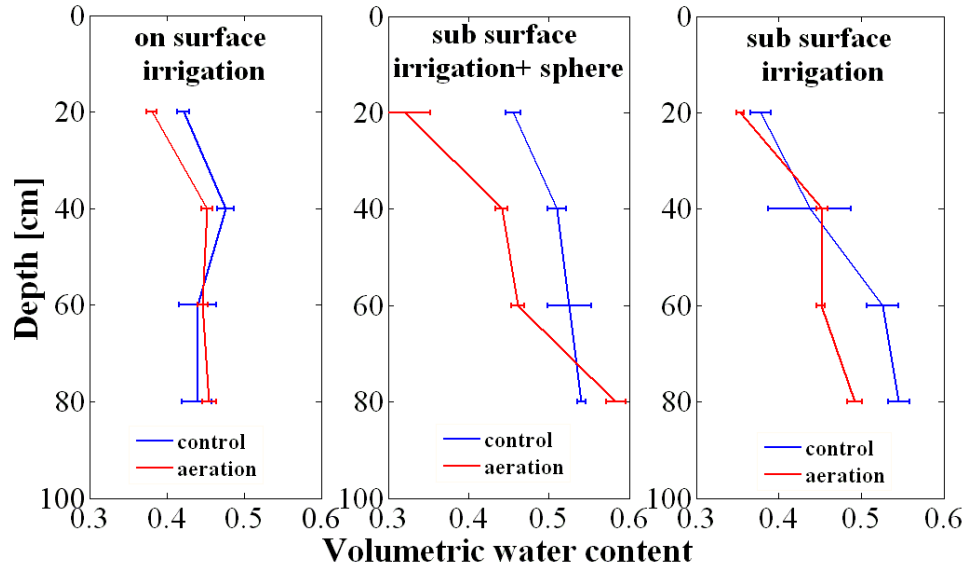 on surface
irrigation
sub surface
irrigation+ sphere
sub surface
irrigation
Depth [cm]
0
20
40
60
80
100
0.3
0.4
0.5
0.6
control
aeration
0
20
40
60
80
100
0.3
0.4
0.5
0.6
control
aeration
0
20
40
60
80
100
0.3
0.4
0.5
0.6
control
aeration
Volumetric water content